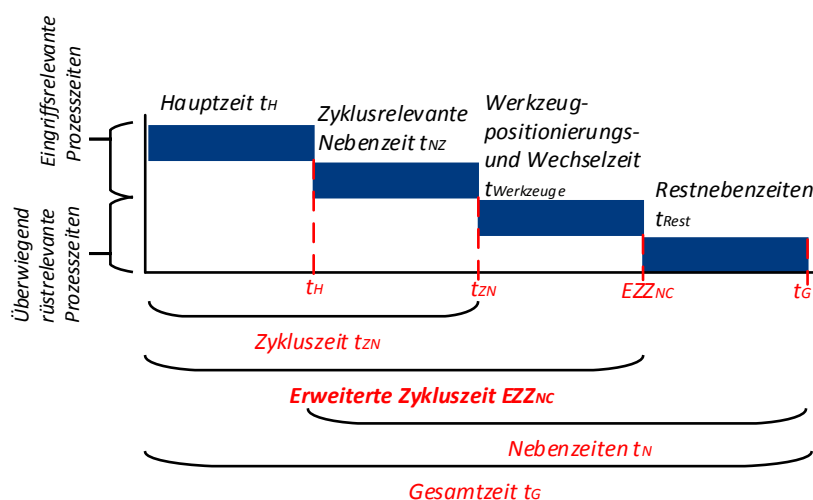 Eingriffsrelevante
Prozesszeiten
Überwiegend
rüstrelevante
Prozesszeiten
Hauptzeit tH
Zyklusrelevante
Nebenzeit tNZ
Werkzeug-
positionierungs-
und Wechselzeit
tWerkzeuge
Restnebenzeiten
tRest
tH
tZN
EZZNC
tG
Zykluszeit tZN
Erweiterte Zykluszeit EZZNC
Nebenzeiten tN
Gesamtzeit tG